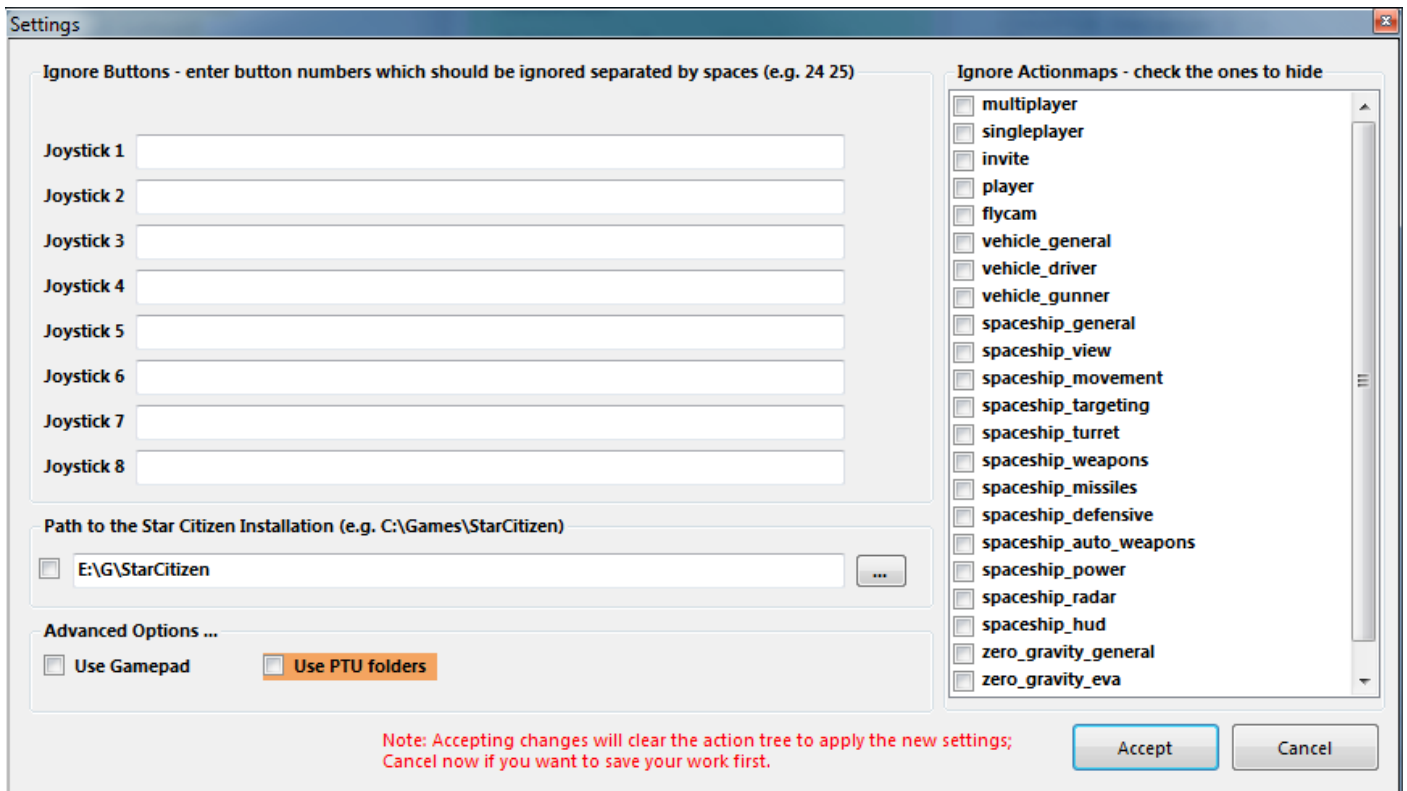 Settings
Ignore Buttons - enter button numbers which should be ignored separated by spaces (e.g. 24 25)
Joystick 1
Joystick 2
Joystick 3
Joystick 4
Joystick 5
Joystick 6
Joystick 7
Joystick 8
Path to the Star Citizen Installation (e.g. C:\Games\StarCitizen)
E:\G\StarCitizen
...
Advanced Options ...
Use Gamepad
Use PTU folders
Ignore Actionmaps - check the ones to hide
multiplayer
singleplayer
invite
player
flycam
vehicle_general
vehicle_driver
vehicle_gunner
spaceship_general
spaceship_view
spaceship_movement
spaceship_targeting
spaceship_turret
spaceship_weapons
spaceship_missiles
spaceship_defensive
spaceship_auto_weapons
spaceship_power
spaceship_radar
spaceship_hud
zero_gravity_general
zero_gravity_eva
Note: Accepting changes will clear the action tree to apply the new settings;
Cancel now if you want to save your work first.
Accept
Cancel